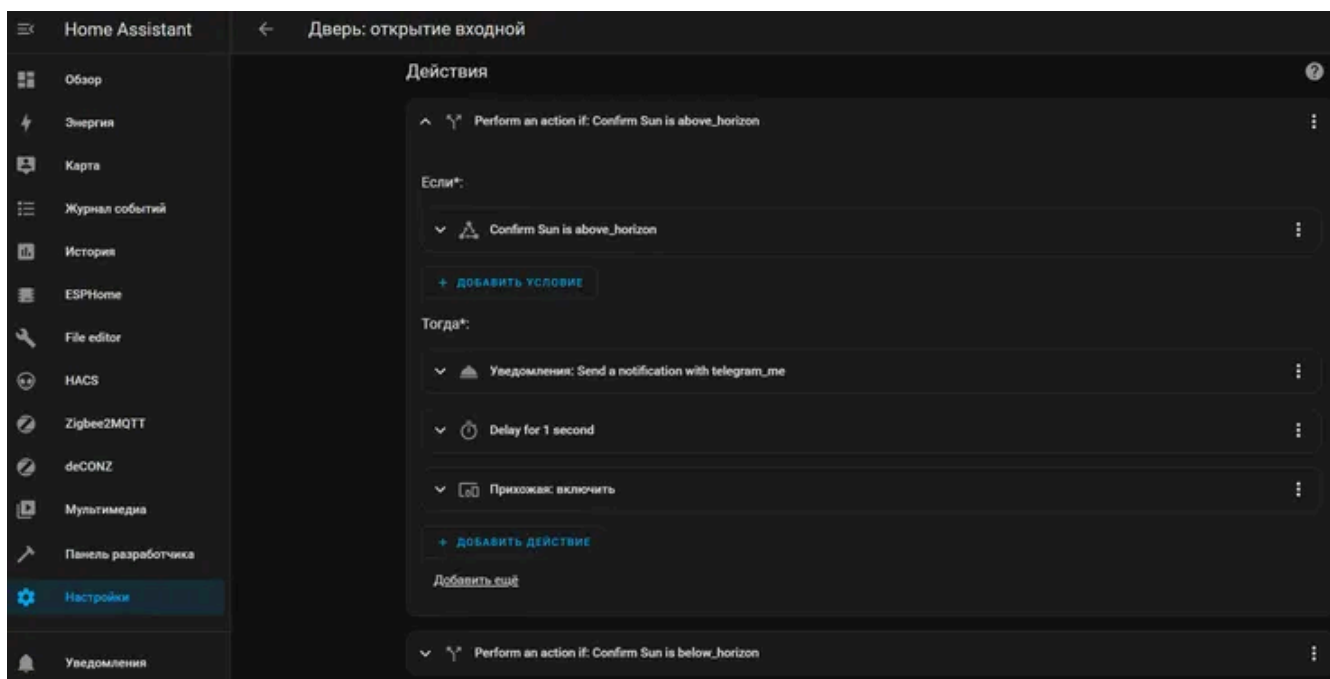 Home Assistant
Дверь: открытие входной
Обзор
Энергия
Карта
Журнал событий
История
ESPHome
File editor
HACS
Zigbee2MQTT
deCONZ
Мультимедиа
Панель разработчика
Настройки
Уведомления
Действия
Perform an action if: Confirm Sun is above_horizon
Если*:
Confirm Sun is above_horizon
+ ДОБАВИТЬ УСЛОВИЕ
Тогда*:
Уведомления: Send a notification with telegram_me
Delay for 1 second
Прихожая: включить
+ ДОБАВИТЬ ДЕЙСТВИЕ
Добавить ещё
Perform an action if: Confirm Sun is below_horizon